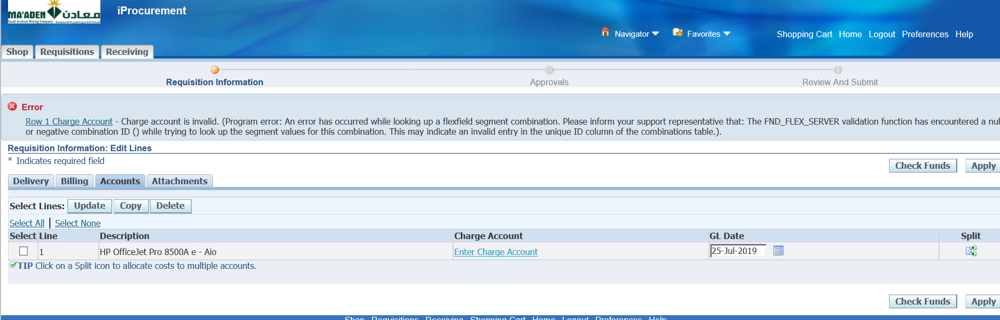 MA'ADEN معادن
Saudi Arabian Mining Company شركة التعدين العربية السعودية
iProcurement
Navigator Favorites Shopping Cart Home Logout Preferences Help
Shop Requisitions Receiving
Requisition Information Approvals Review And Submit
Error
Row 1 Charge Account - Charge account is invalid. (Program error: An error has occurred while looking up a flexfield segment combination. Please inform your support representative that: The FND_FLEX_SERVER validation function has encountered a nul
or negative combination ID () while trying to look up the segment values for this combination. This may indicate an invalid entry in the unique ID column of the combinations table.).
Requisition Information: Edit Lines
* Indicates required field
Check Funds Apply
Delivery Billing Accounts Attachments
Select Lines: Update Copy Delete
Select All | Select None
Select Line Description Charge Account GL Date Split
1 HP OfficeJet Pro 8500A e - Aio Enter Charge Account 25-Jul-2019
TIP Click on a Split icon to allocate costs to multiple accounts.
Check Funds Apply
Shop Requisitions Receiving Shopping Cart Home Logout Preferences Help